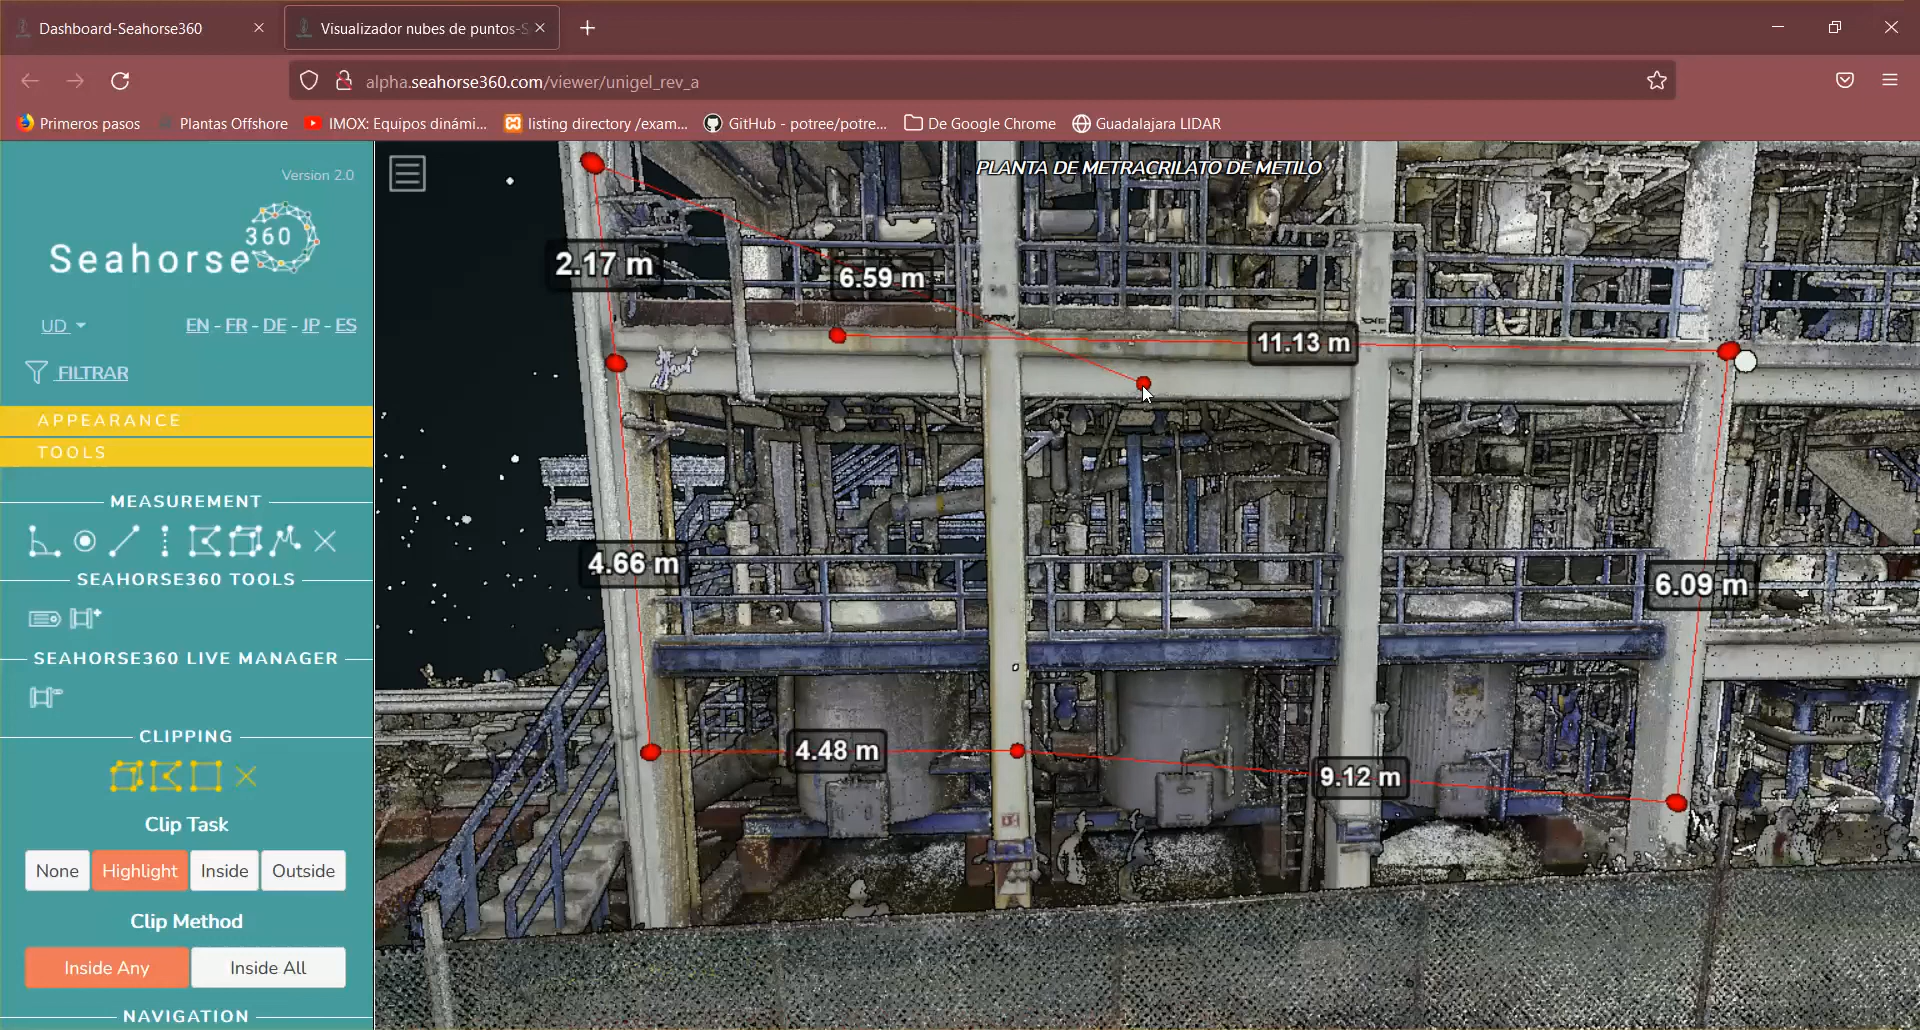 Dashboard-Seahorse360
Visualizador nubes de puntos-S
alpha.seahorse360.com/viewer/unigel_rev_a
Primeros pasos
Plantas Offshore
IMOX: Equipos dinámi...
listing directory /exam...
GitHub - potree/potre...
De Google Chrome
Guadalajara LIDAR
Version 2.0
Seahorse 360
UD
EN - FR - DE - JP - ES
FILTRAR
APPEARANCE
TOOLS
MEASUREMENT
SEAHORSE360 TOOLS
SEAHORSE360 LIVE MANAGER
CLIPPING
Clip Task
None Highlight Inside Outside
Clip Method
Inside Any Inside All
NAVIGATION
PLANTA DE METRACRILATO DE METILO
2.17 m
6.59 m
11.13 m
4.66 m
6.09 m
4.48 m
9.12 m